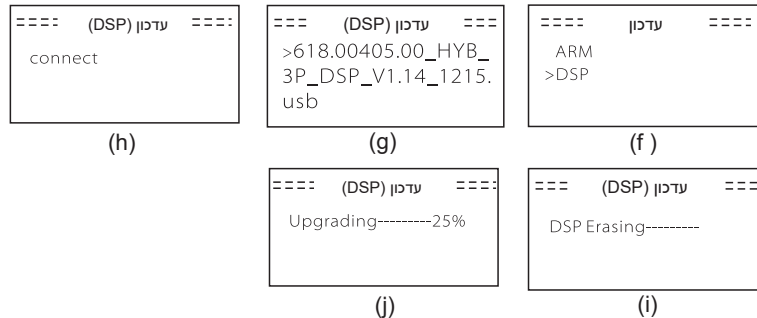 ==== עדכון ====
ARM
>DSP
(f )
=== עדכון (DSP) ===
>618.00405.00_HYB_
3P_DSP_V1.14_1215.
usb
(g)
==== עדכון (DSP) ====
connect
(h)
=== עדכון (DSP) ===
DSP Erasing---------
(i)
==== עדכון (DSP) ====
Upgrading---------25%
(j)